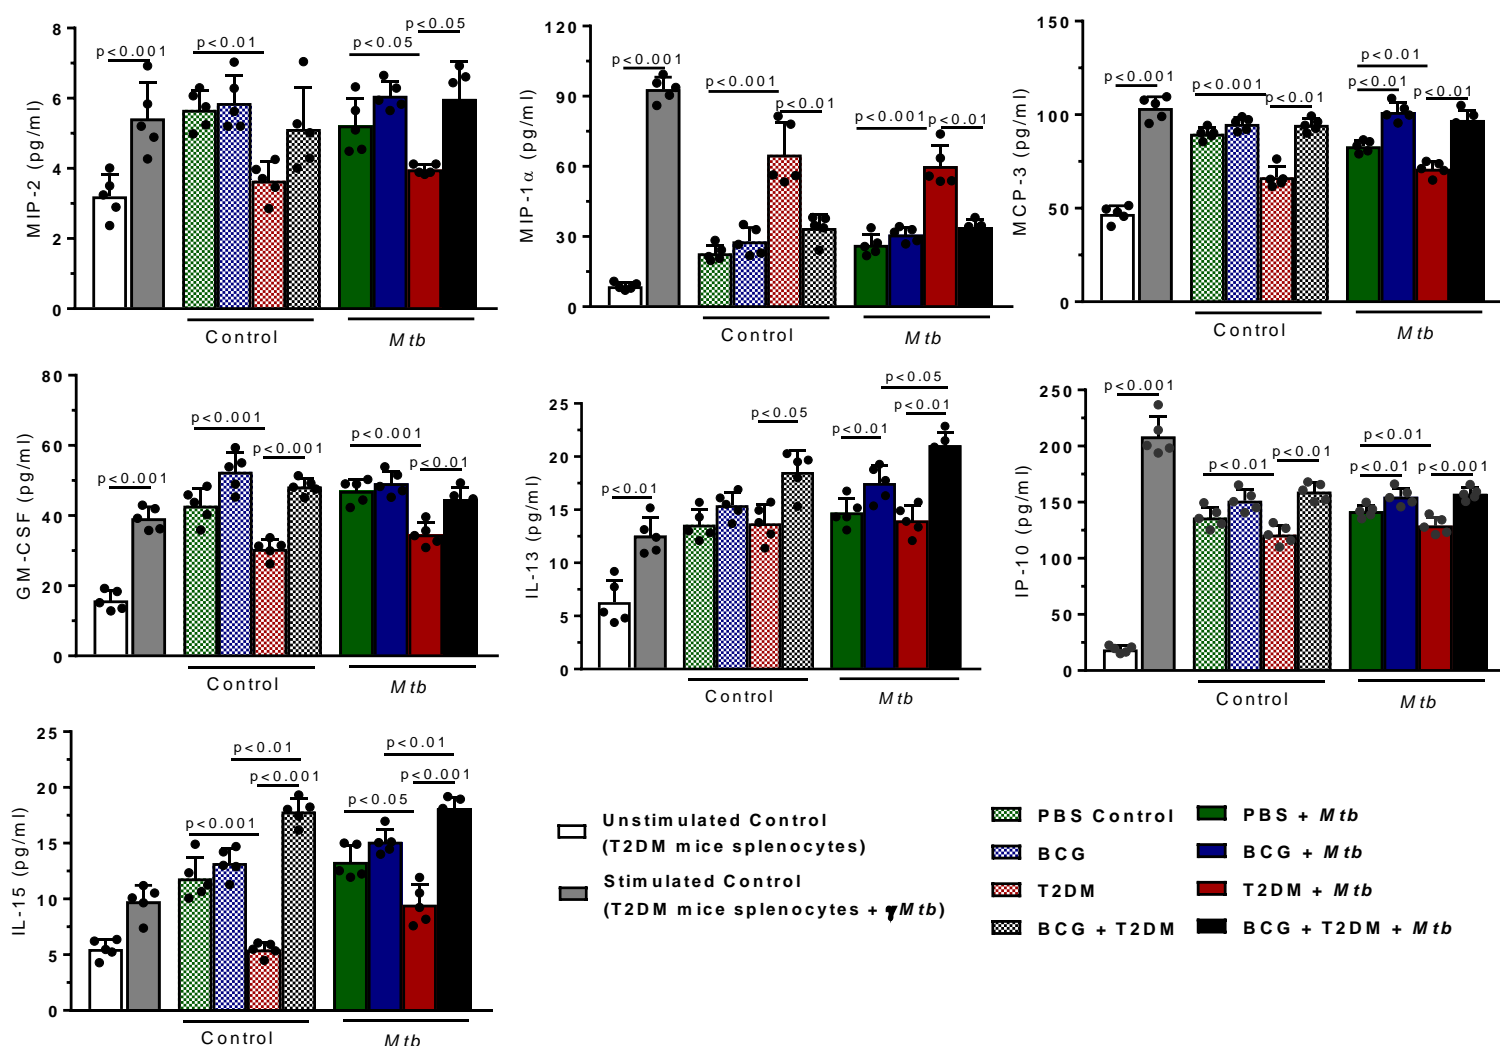 MIP-2 (pg/ml)
8
6
4
2
0
p<0.001
p<0.01
p<0.05
p<0.05
Control
Mtb
MIP-1α (pg/ml)
120
90
60
30
0
p<0.001
p<0.001
p<0.01
p<0.001
p<0.01
Control
Mtb
MCP-3 (pg/ml)
150
100
50
0
p<0.001
p<0.001
p<0.01
p<0.01
p<0.01
p<0.01
Control
Mtb
GM-CSF (pg/ml)
80
60
40
20
0
p<0.001
p<0.001
p<0.001
p<0.001
p<0.01
Control
Mtb
IL-13 (pg/ml)
25
20
15
10
5
0
p<0.01
p<0.05
p<0.01
p<0.05
p<0.01
Control
Mtb
IP-10 (pg/ml)
250
200
150
100
50
0
p<0.001
p<0.01
p<0.01
p<0.01
p<0.01
p<0.001
Control
Mtb
IL-15 (pg/ml)
25
20
15
10
5
0
p<0.001
p<0.01
p<0.001
p<0.05
p<0.01
p<0.001
Control
Mtb
Unstimulated Control
(T2DM mice splenocytes)
Stimulated Control
(T2DM mice splenocytes + γMtb)
PBS Control
BCG
T2DM
BCG + T2DM
PBS + Mtb
BCG + Mtb
T2DM + Mtb
BCG + T2DM + Mtb